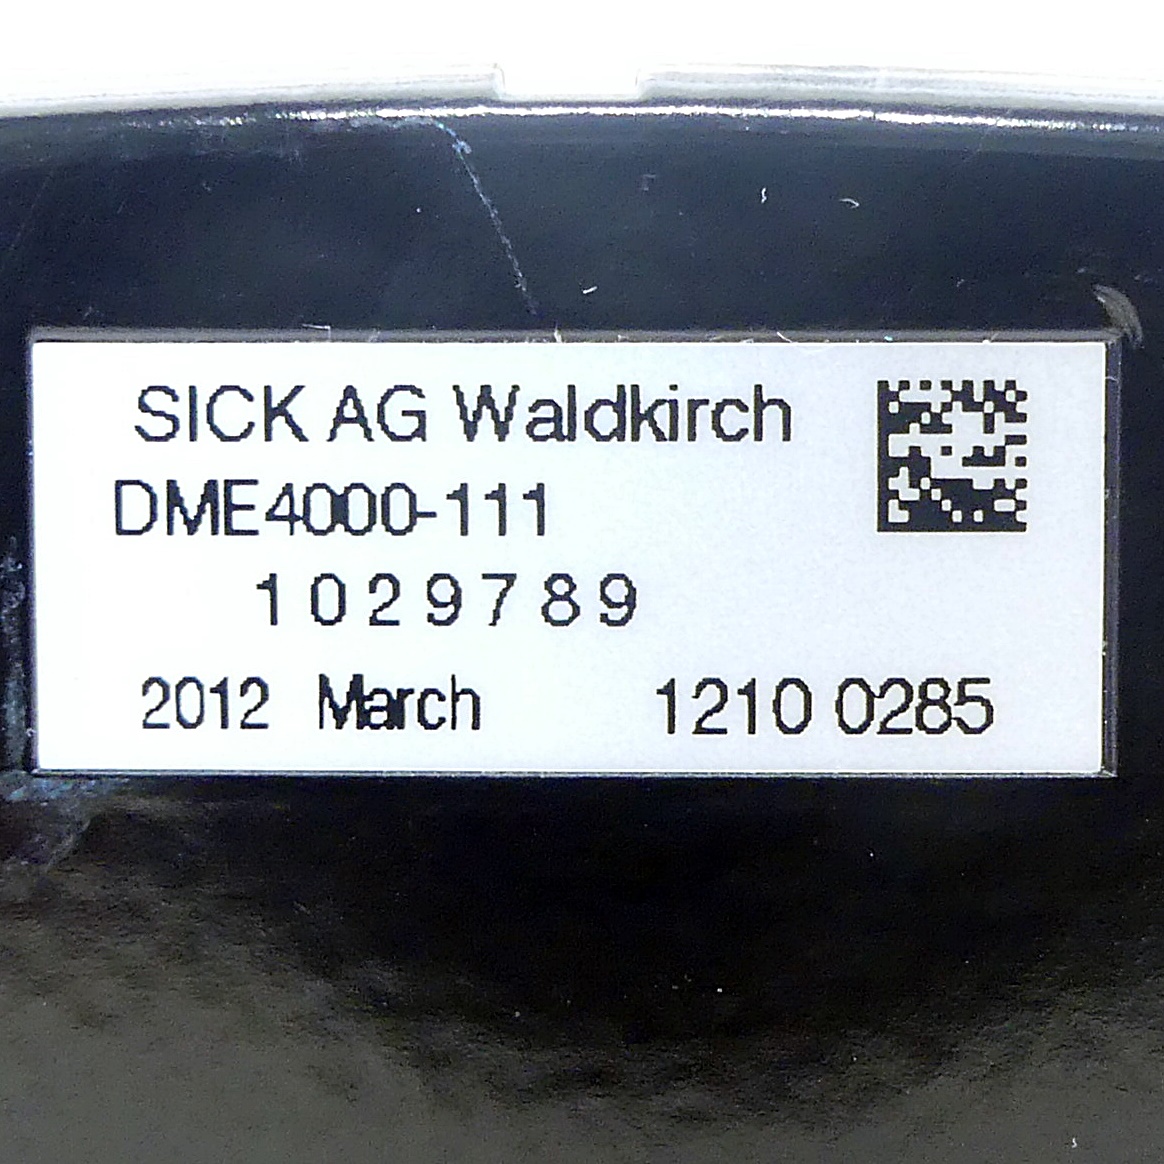 SICK AG Waldkirch
DME4000-111
1029789
2012 March 1210 0285